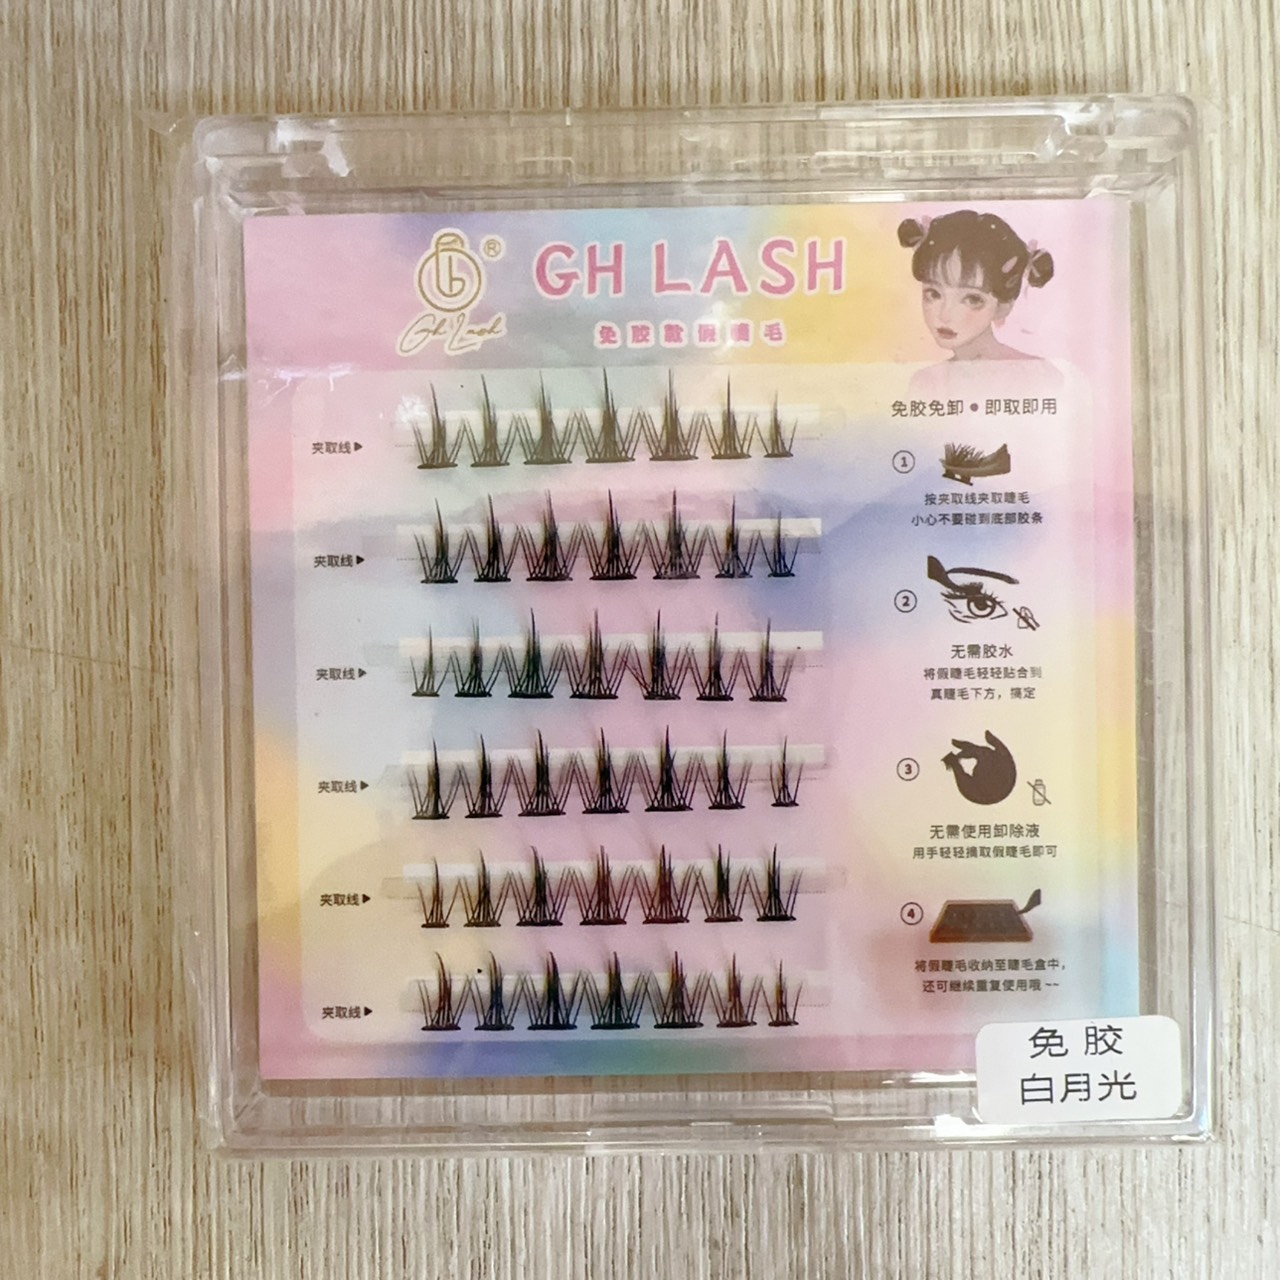 ®
GH LASH
Gh Lash
免胶款假睫毛
免胶免卸•即取即用
夹取线▶
①
按夹取线夹取睫毛
小心不要碰到底部胶条
夹取线▶
②
无需胶水
将假睫毛轻轻贴合到
真睫毛下方，搞定
夹取线▶
夹取线▶
③
无需使用卸除液
用手轻轻摘取假睫毛即可
夹取线▶
④
将假睫毛收纳至睫毛盒中，
还可继续重复使用哦~~
夹取线▶
免胶
白月光